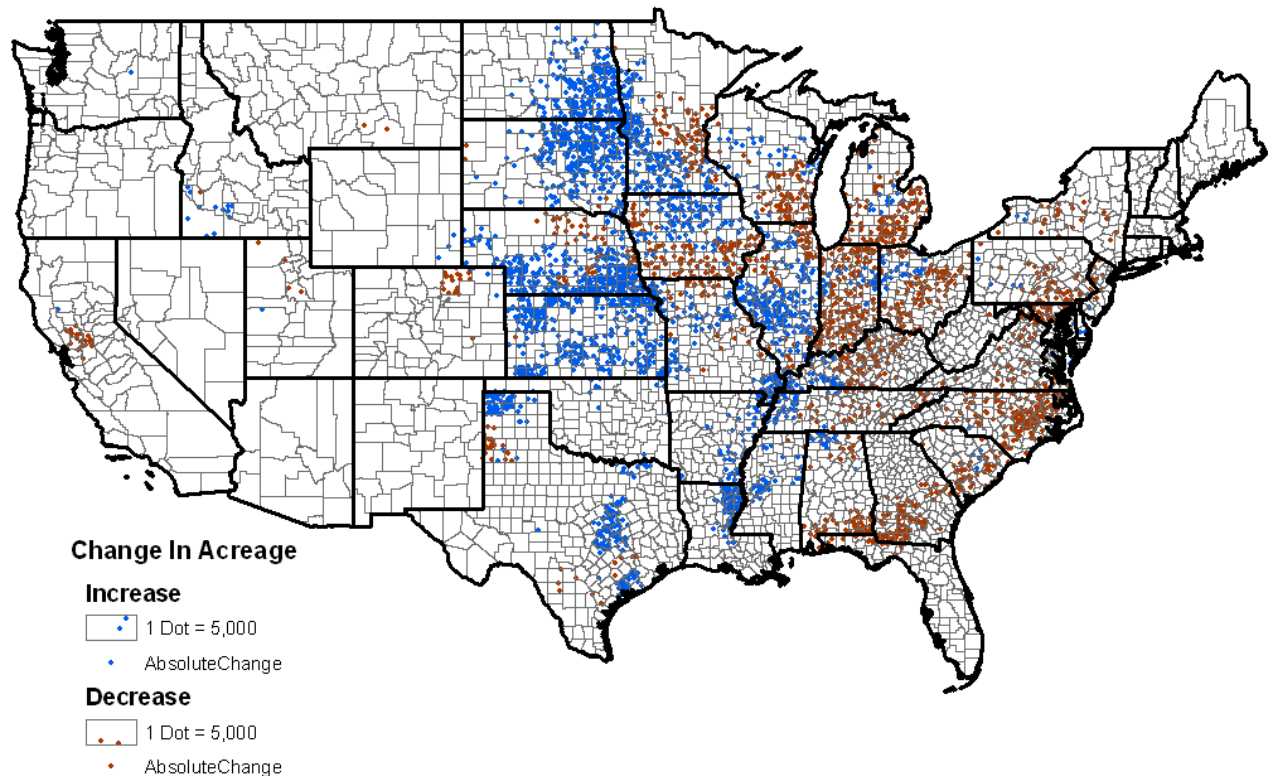 Change In Acreage
Increase
1 Dot = 5,000
AbsoluteChange
Decrease
1 Dot = 5,000
AbsoluteChange